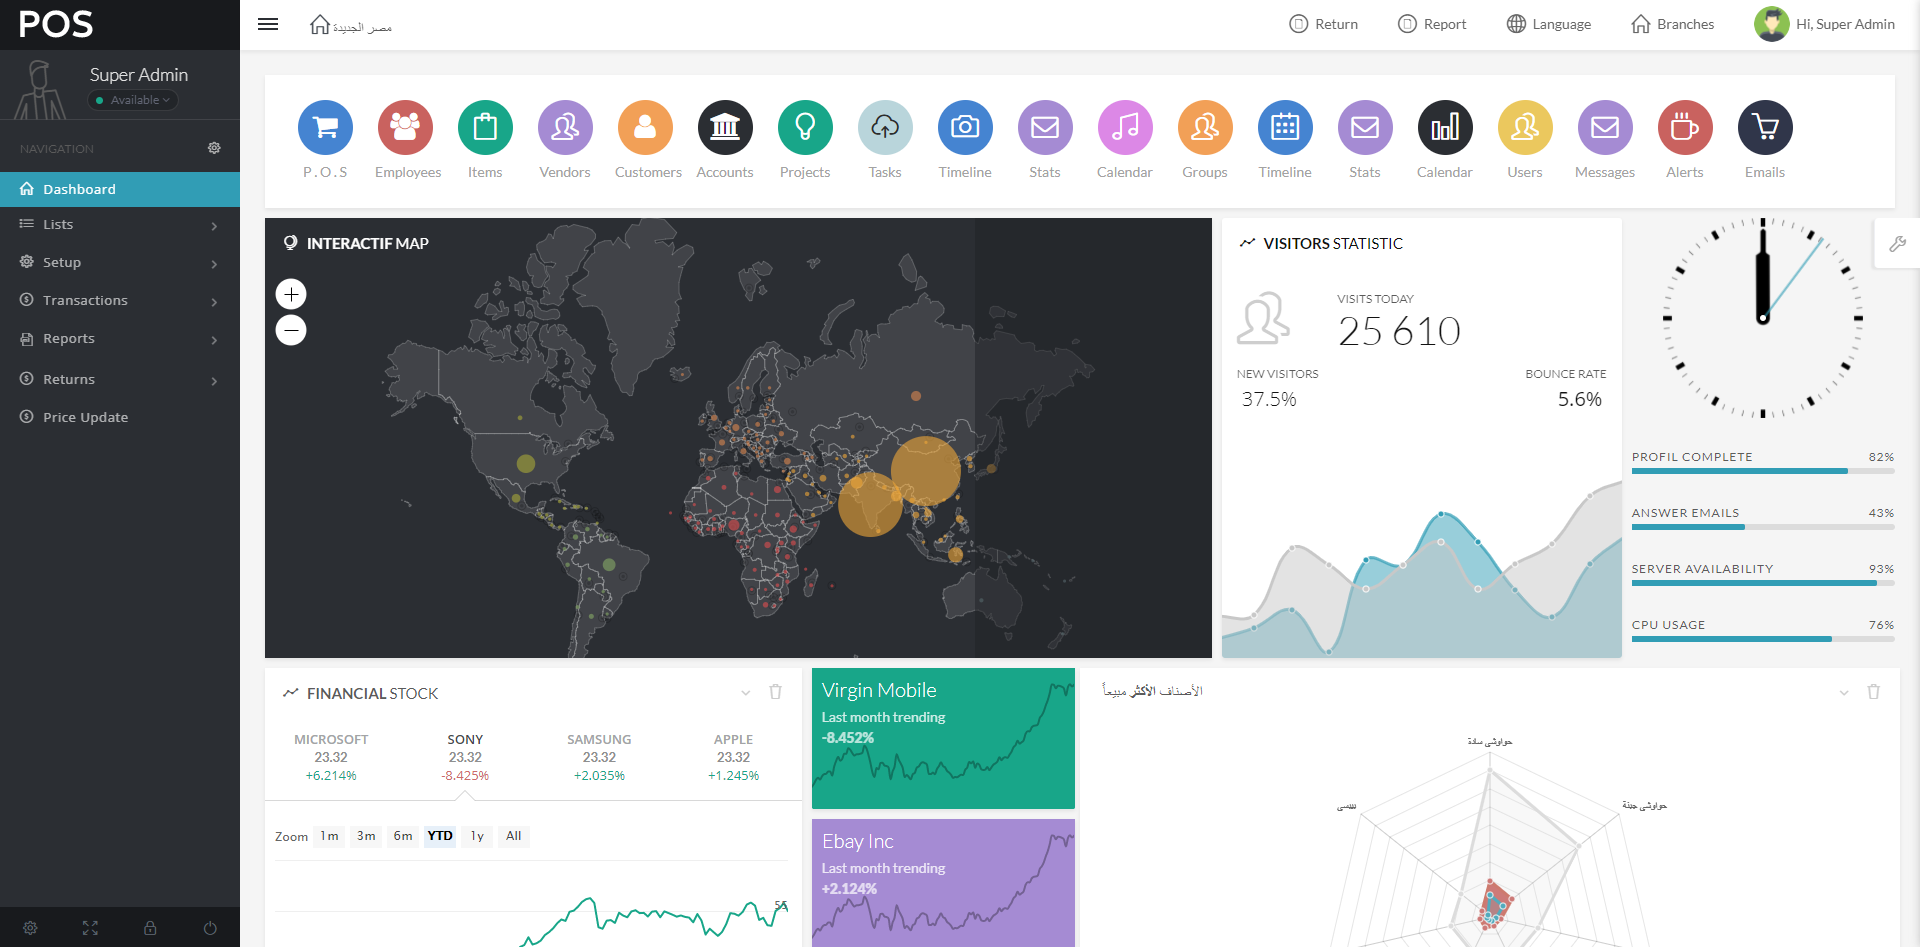 POS
مصر الجديدة
Return
Report
Language
Branches
Hi, Super Admin
Super Admin
Available
NAVIGATION
Dashboard
Lists
Setup
Transactions
Reports
Returns
Price Update
P.O.S
Employees
Items
Vendors
Customers
Accounts
Projects
Tasks
Timeline
Stats
Calendar
Groups
Timeline
Stats
Calendar
Users
Messages
Alerts
Emails
INTERACTIF MAP
VISITORS STATISTIC
VISITS TODAY
25 610
NEW VISITORS
37.5%
BOUNCE RATE
5.6%
PROFIL COMPLETE 82%
ANSWER EMAILS 43%
SERVER AVAILABILITY 93%
CPU USAGE 76%
FINANCIAL STOCK
MICROSOFT
23.32
+6.214%
SONY
23.32
-8.425%
SAMSUNG
23.32
+2.035%
APPLE
23.32
+1.245%
Zoom 1m 3m 6m YTD 1y All
55
Virgin Mobile
Last month trending
-8.452%
Ebay Inc
Last month trending
+2.124%
الأصناف الأكثر مبيعاً
حواوشى سادة
حواوشى جبنة
بيبسى